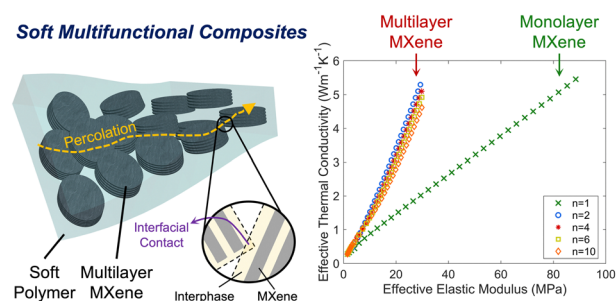 Soft Multifunctional Composites
Percolation
Interfacial
Contact
Soft
Polymer
Multilayer
MXene
Interphase
MXene
Multilayer
MXene
Monolayer
MXene
Effective Thermal Conductivity (Wm⁻¹K⁻¹)
6
5
4
3
2
1
0
0
20
40
60
80
100
Effective Elastic Modulus (MPa)
n=1
n=2
n=4
n=6
n=10